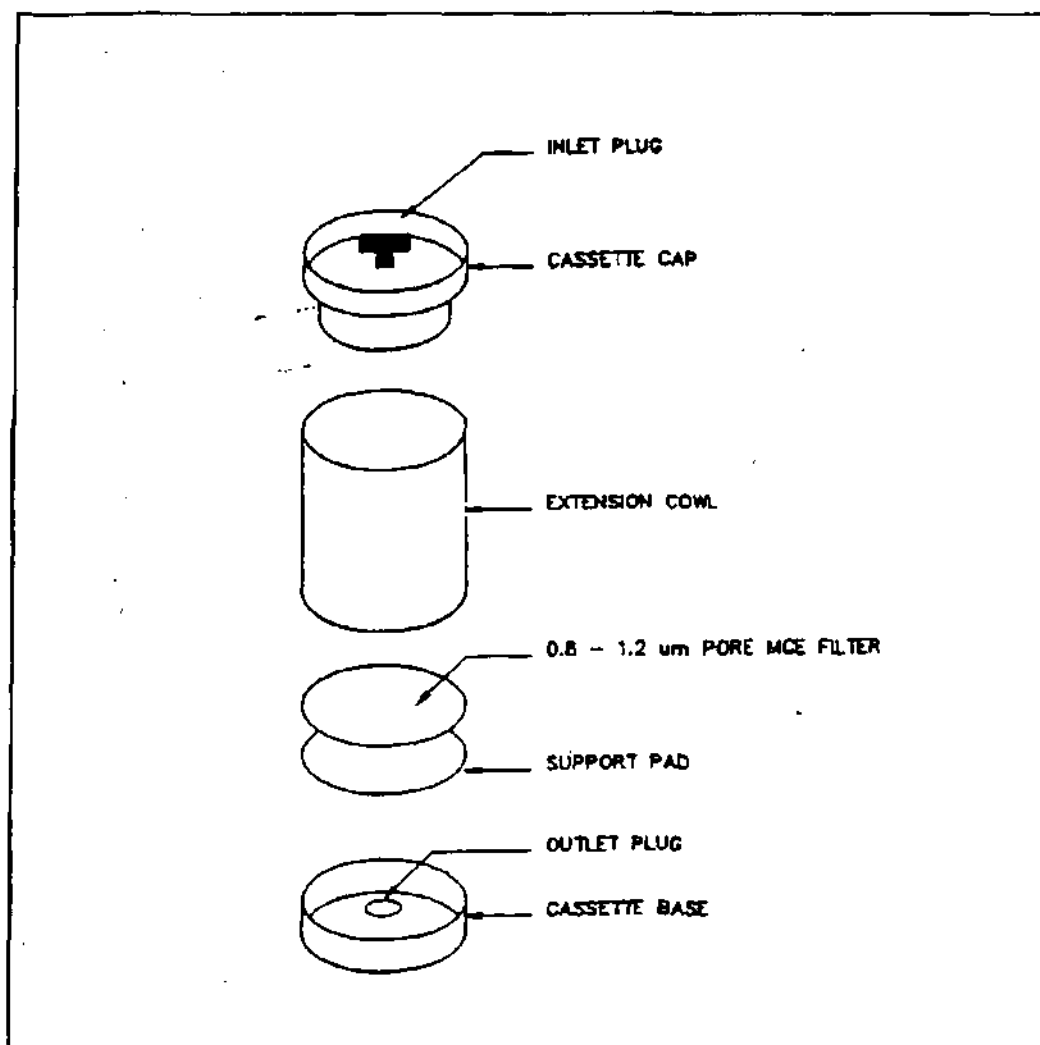 INLET PLUG
CASSETTE CAP
EXTENSION COWL
0.8 – 1.2 um PORE MCE FILTER
SUPPORT PAD
OUTLET PLUG
CASSETTE BASE